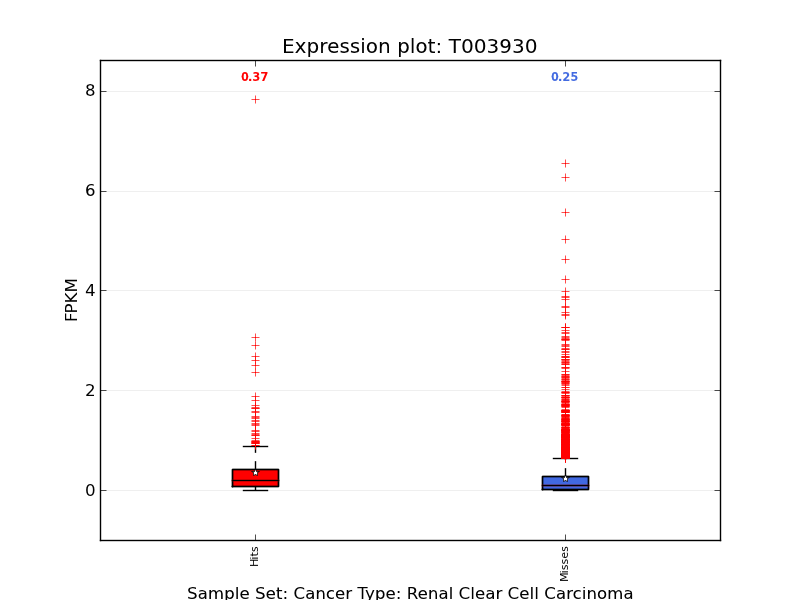 Expression plot: T003930
0.37
0.25
8
6
4
2
0
FPKM
Hits
Misses
Sample Set: Cancer Type: Renal Clear Cell Carcinoma